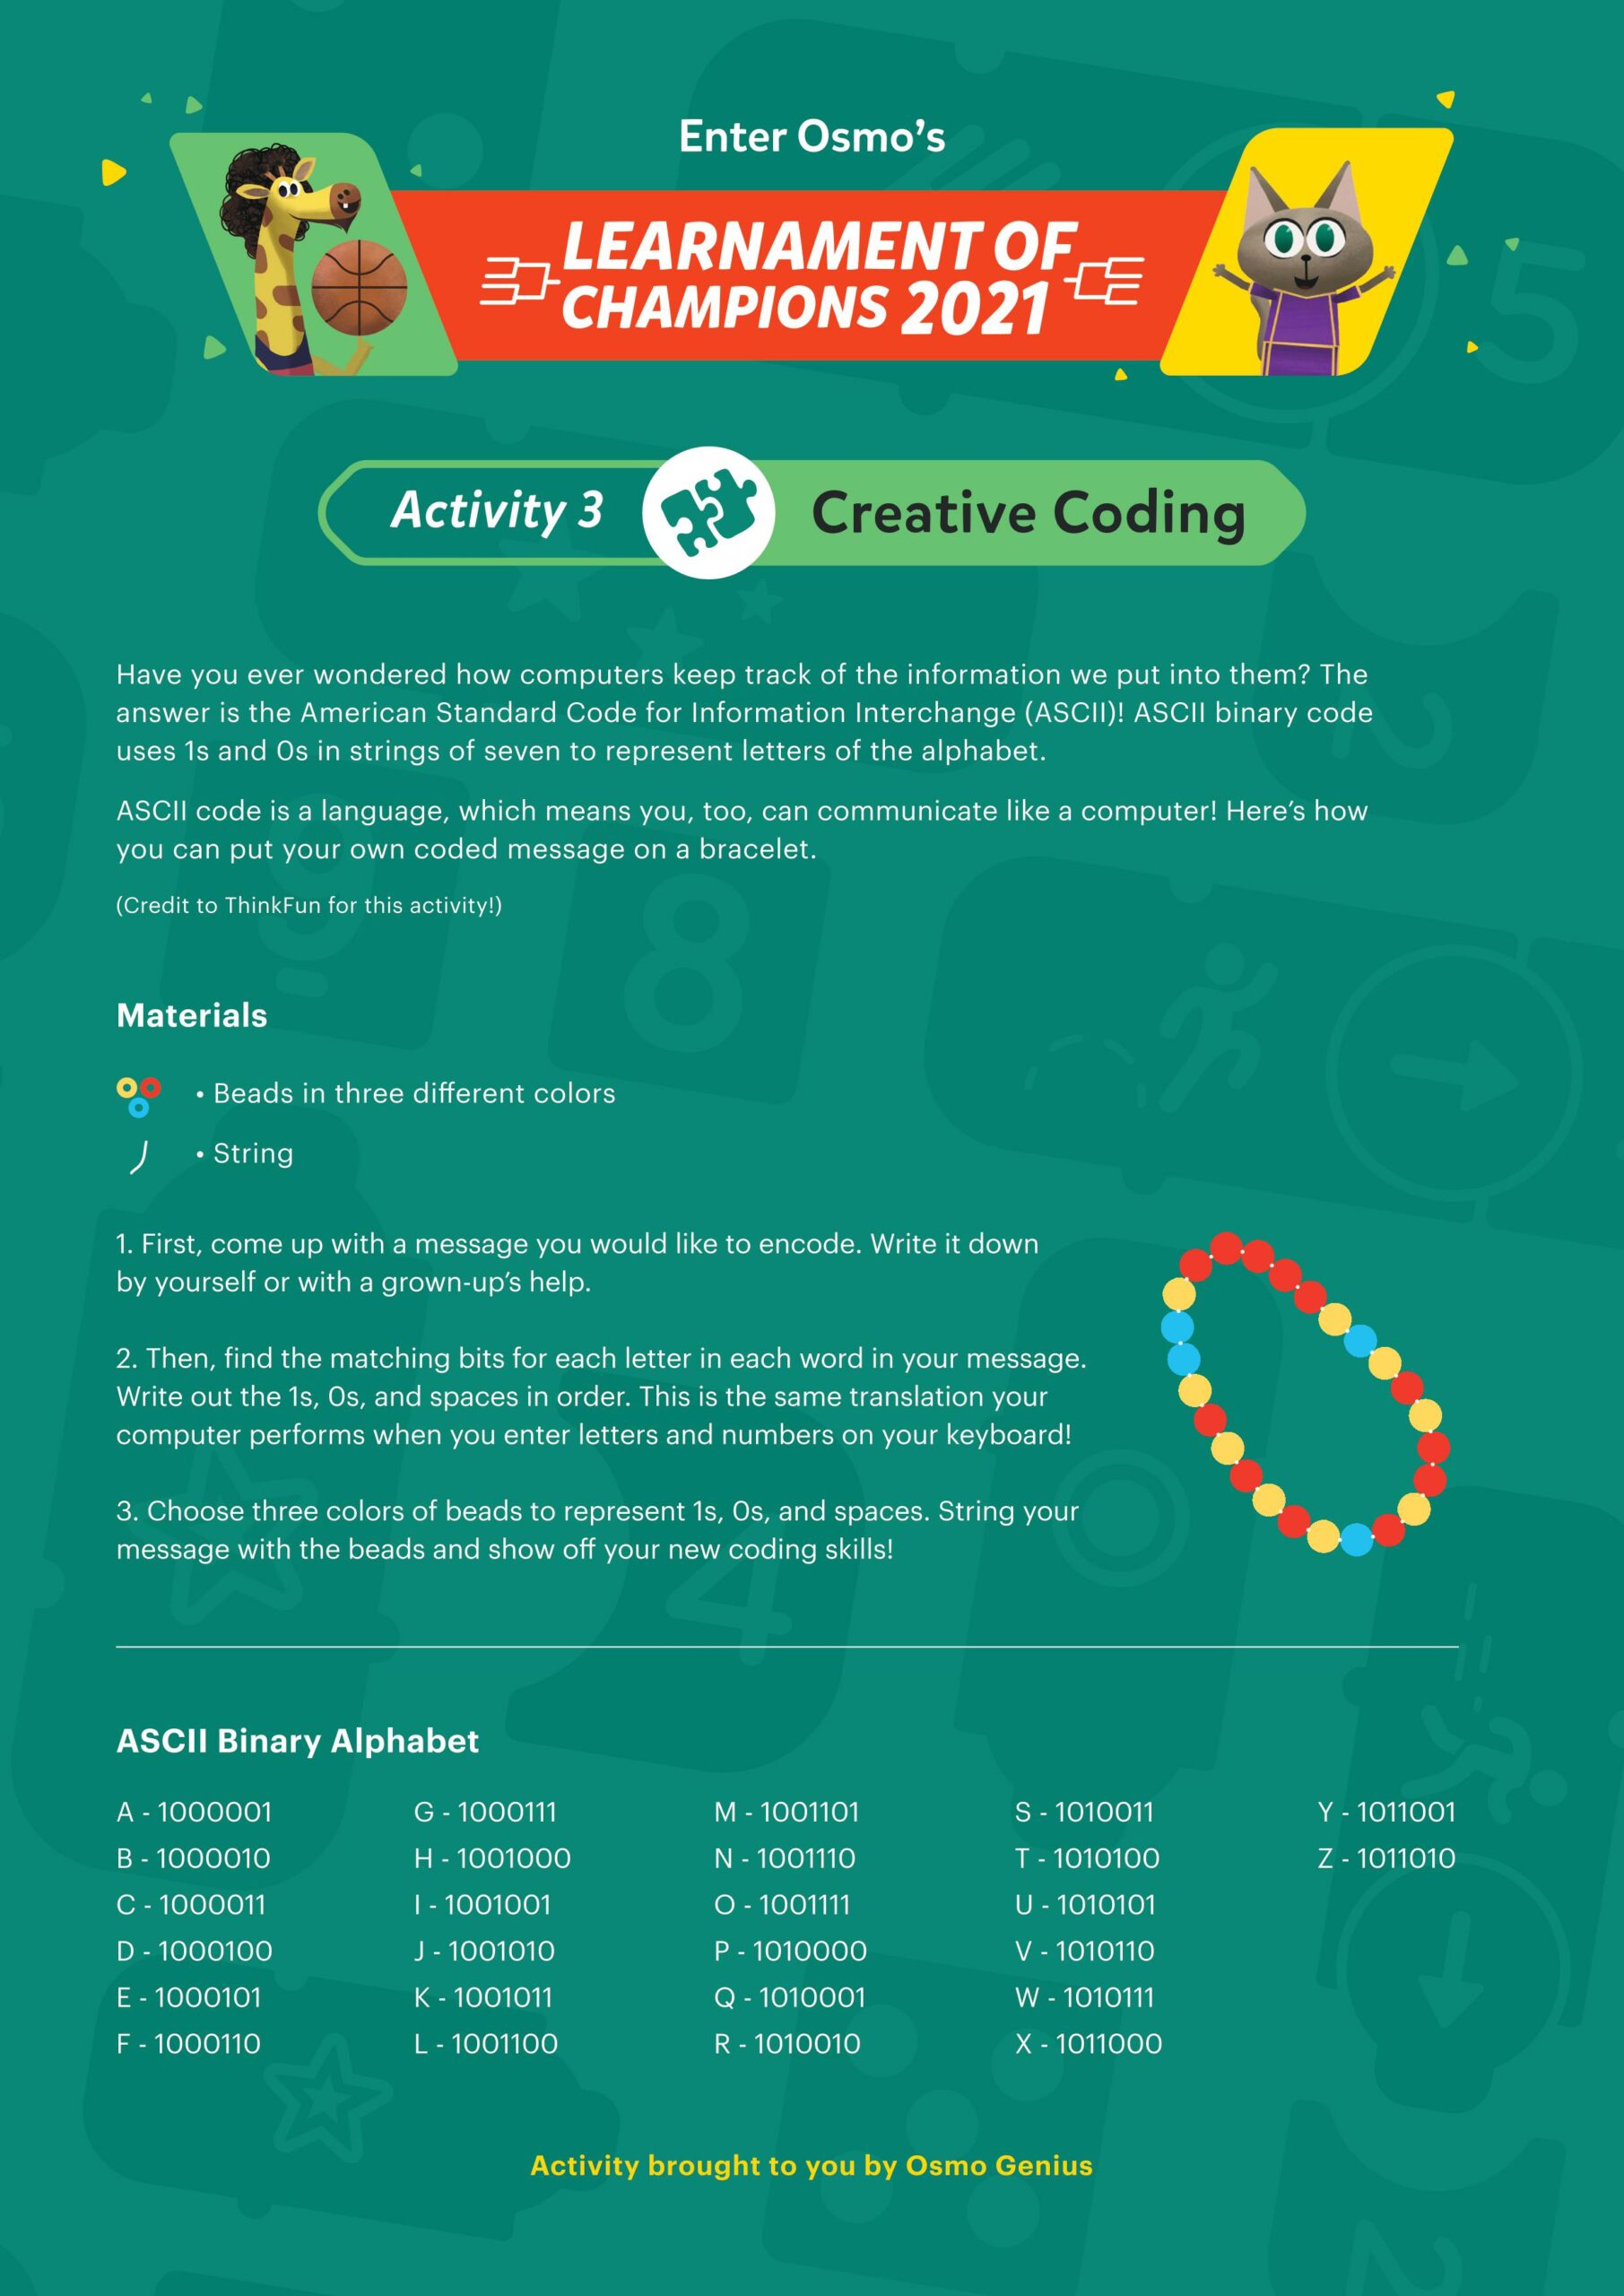 Enter Osmo's
LEARNAMENT OF
CHAMPIONS 2021
Activity 3
Creative Coding
Have you ever wondered how computers keep track of the information we put into them? The
answer is the American Standard Code for Information Interchange (ASCII)! ASCII binary code
uses 1s and 0s in strings of seven to represent letters of the alphabet.
ASCII code is a language, which means you, too, can communicate like a computer! Here's how
you can put your own coded message on a bracelet.
(Credit to ThinkFun for this activity!)
Materials
• Beads in three different colors
• String
1. First, come up with a message you would like to encode. Write it down
by yourself or with a grown-up's help.
2. Then, find the matching bits for each letter in each word in your message.
Write out the 1s, 0s, and spaces in order. This is the same translation your
computer performs when you enter letters and numbers on your keyboard!
3. Choose three colors of beads to represent 1s, 0s, and spaces. String your
message with the beads and show off your new coding skills!
ASCII Binary Alphabet
A - 1000001
B - 1000010
C - 1000011
D - 1000100
E - 1000101
F - 1000110
G - 1000111
H - 1001000
I - 1001001
J - 1001010
K - 1001011
L - 1001100
M - 1001101
N - 1001110
O - 1001111
P - 1010000
Q - 1010001
R - 1010010
S - 1010011
T - 1010100
U - 1010101
V - 1010110
W - 1010111
X - 1011000
Y - 1011001
Z - 1011010
Activity brought to you by Osmo Genius
5
2
9
8
4
2